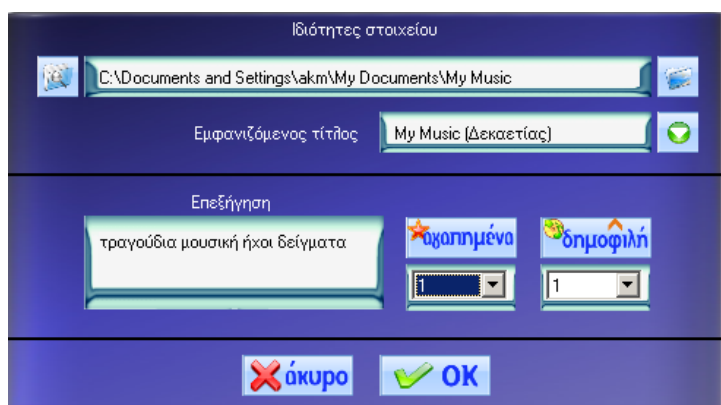 Ιδιότητες στοιχείου
C:\Documents and Settings\akm\My Documents\My Music
Εμφανιζόμενος τίτλος My Music (Δεκαετίας)
Επεξήγηση
τραγούδια μουσική ήχοι δείγματα
αγαπημένα δημοφιλή
1 1
άκυρο OK